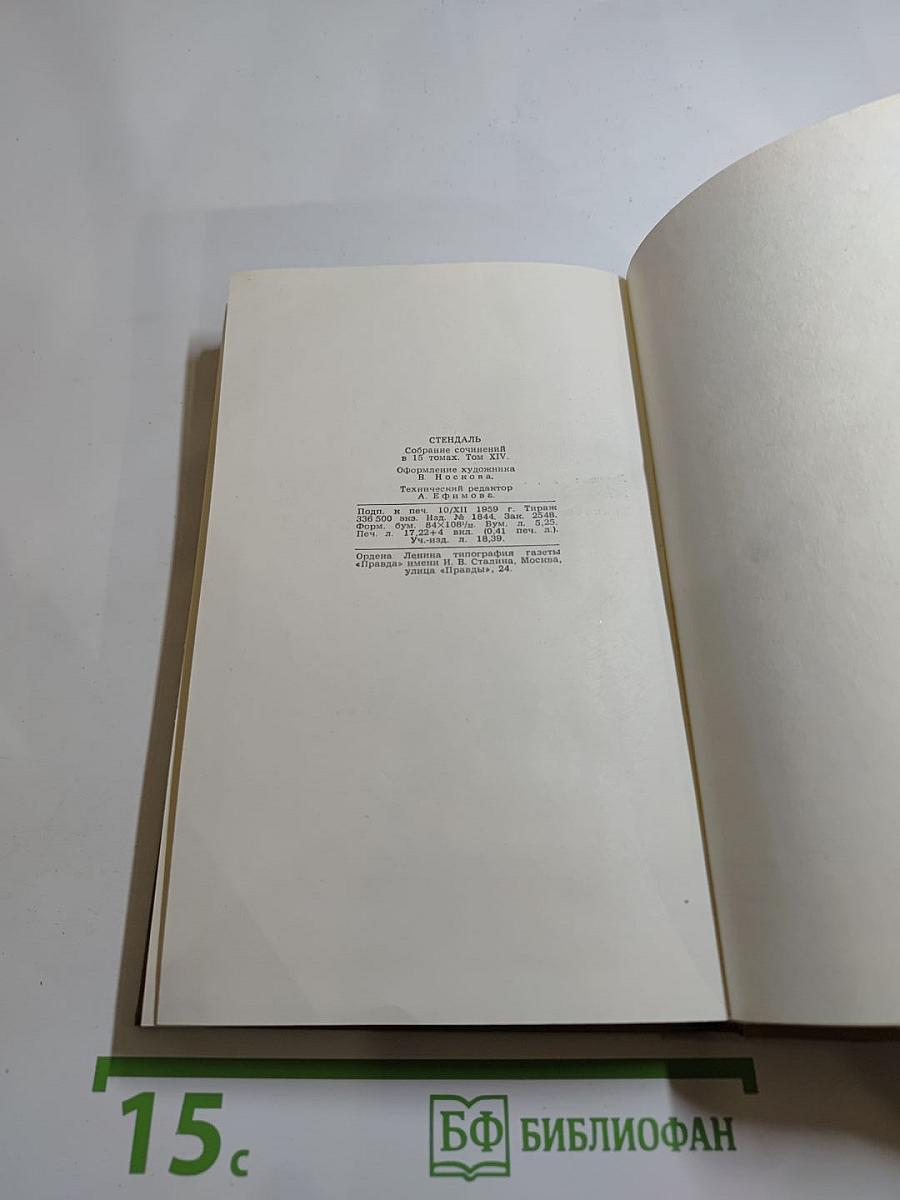 СТЕНДАЛЬ
Собрание сочинений
в 15 томах. Том XIV.
Оформление художника
В. Носкова.
Технический редактор
А. Ефимова.
Подп. к печ. 10/XII 1959 г. Тираж
336 500 экз. Изд. № 1844. Зак. 2548.
Форм. бум. 84×108¹/₃₂. Бум. л. 5,25.
Печ. л. 17,22+4 вкл. (0,41 печ. л.).
Уч.-изд. л. 18,39.
Ордена Ленина типография газеты
«Правда» имени И. В. Сталина, Москва,
улица «Правды», 24.
15 с
БФ БИБЛИОФАН